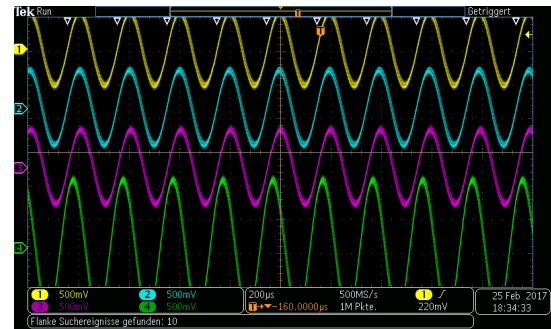 Tek Run Getriggert
T
T
1
2
3
4
1 500mV 2 500mV 200µs 500MS/s 1 220mV 25 Feb 2017
3 500mV 4 500mV T→▼−160.0000µs 1M Pkte. 18:34:33
Flanke Suchereignisse gefunden: 10